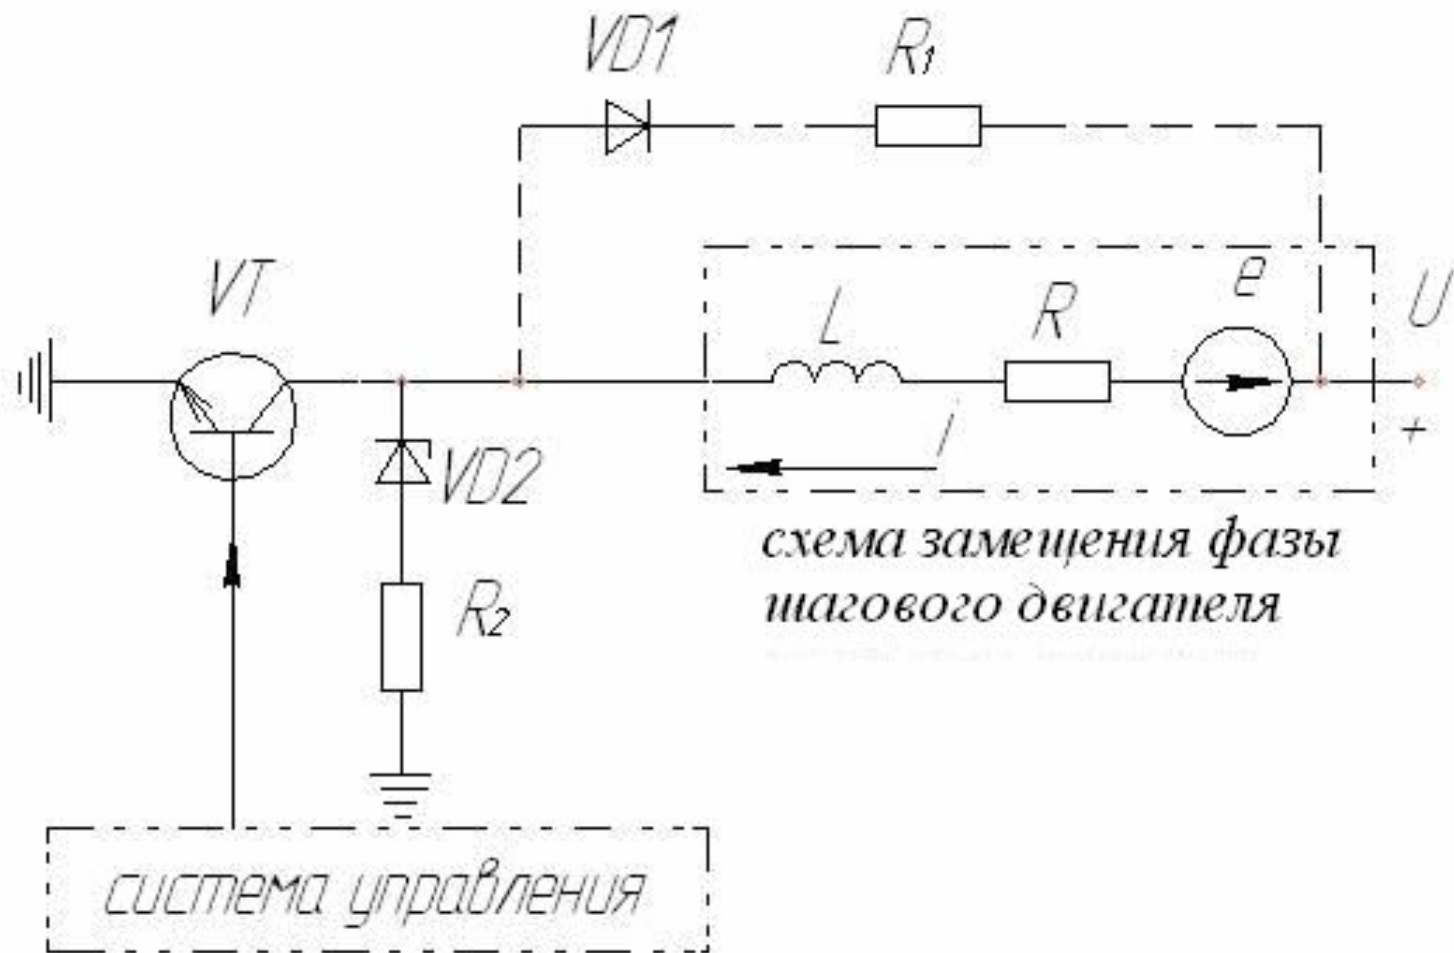 VD1
R1
VT
L
R
e
U
+
i
VD2
схема замещения фазы
шагового двигателя
R2
система управления